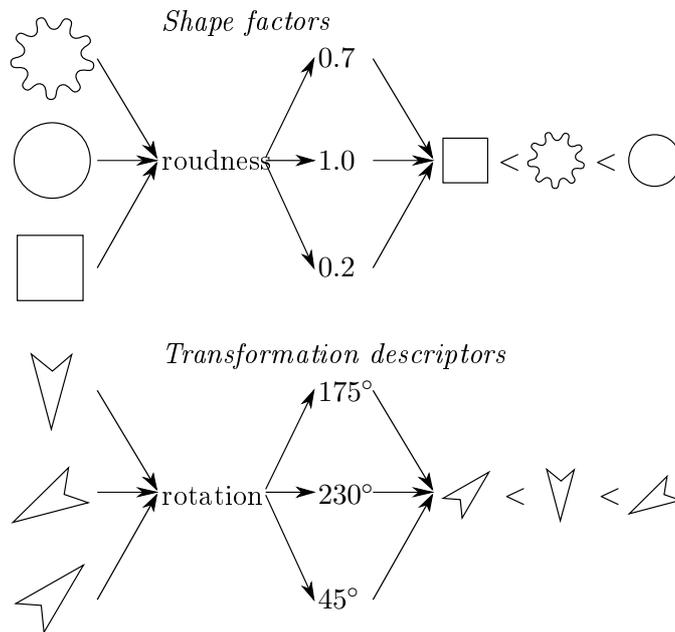 Shape factors
0.7
roudness 1.0 < <
0.2
Transformation descriptors
175°
rotation 230° < <
45°